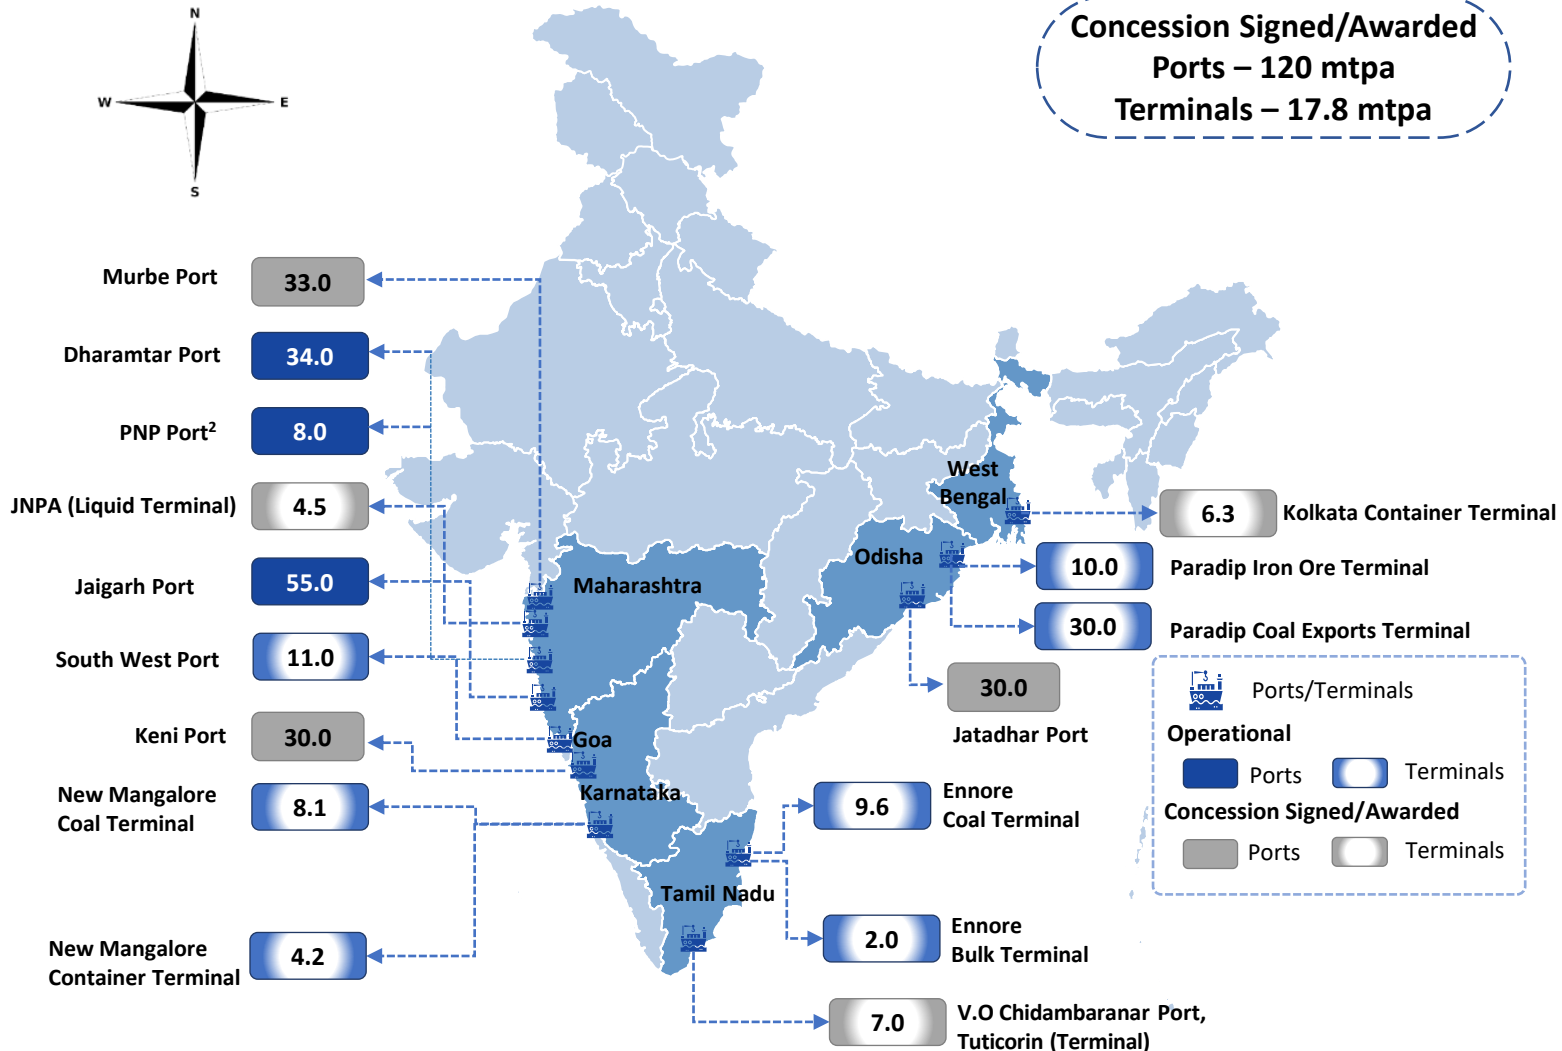 N
W
E
S
Concession Signed/Awarded
Ports – 120 mtpa
Terminals – 17.8 mtpa
Murbe Port
33.0
Dharamtar Port
34.0
PNP Port²
8.0
JNPA (Liquid Terminal)
4.5
Jaigarh Port
55.0
South West Port
11.0
Keni Port
30.0
New Mangalore
Coal Terminal
8.1
New Mangalore
Container Terminal
4.2
Maharashtra
Goa
Karnataka
Tamil Nadu
Odisha
West
Bengal
6.3
Kolkata Container Terminal
10.0
Paradip Iron Ore Terminal
30.0
Paradip Coal Exports Terminal
30.0
Jatadhar Port
9.6
Ennore
Coal Terminal
2.0
Ennore
Bulk Terminal
7.0
V.O Chidambaranar Port,
Tuticorin (Terminal)
Ports/Terminals
Operational
Ports
Terminals
Concession Signed/Awarded
Ports
Terminals